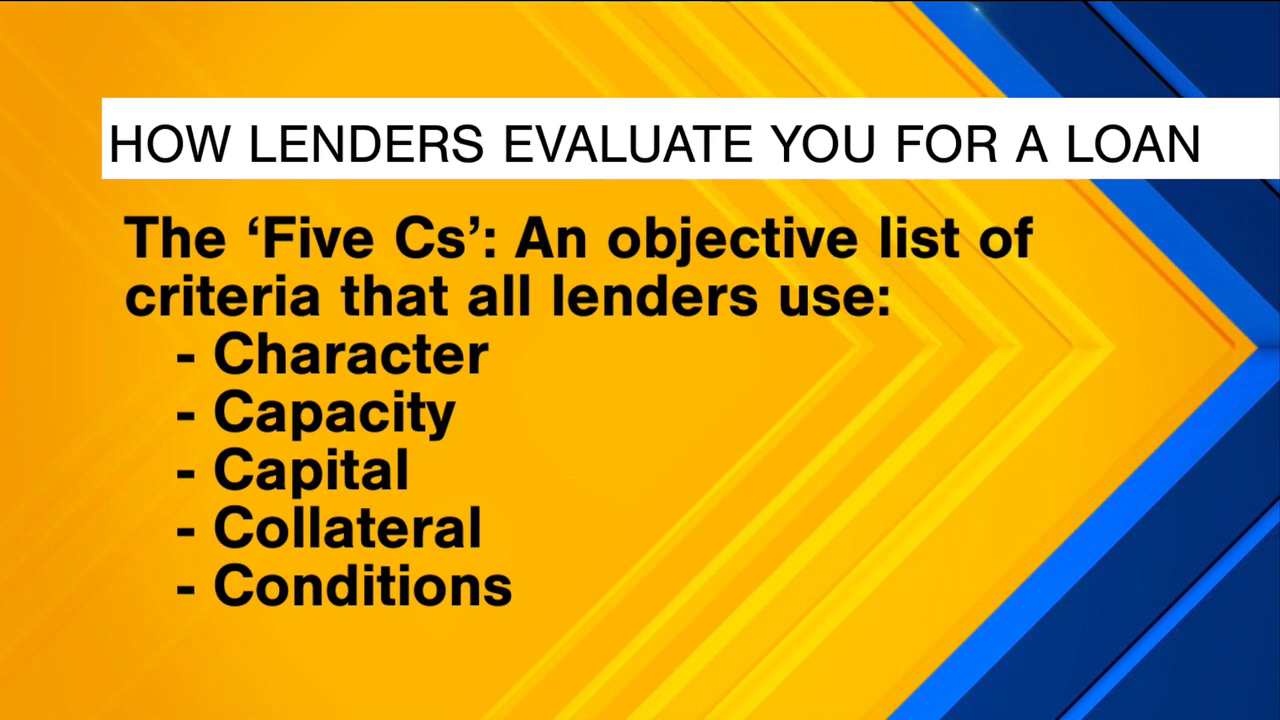 HOW LENDERS EVALUATE YOU FOR A LOAN
The ‘Five Cs’: An objective list of
criteria that all lenders use:
- Character
- Capacity
- Capital
- Collateral
- Conditions